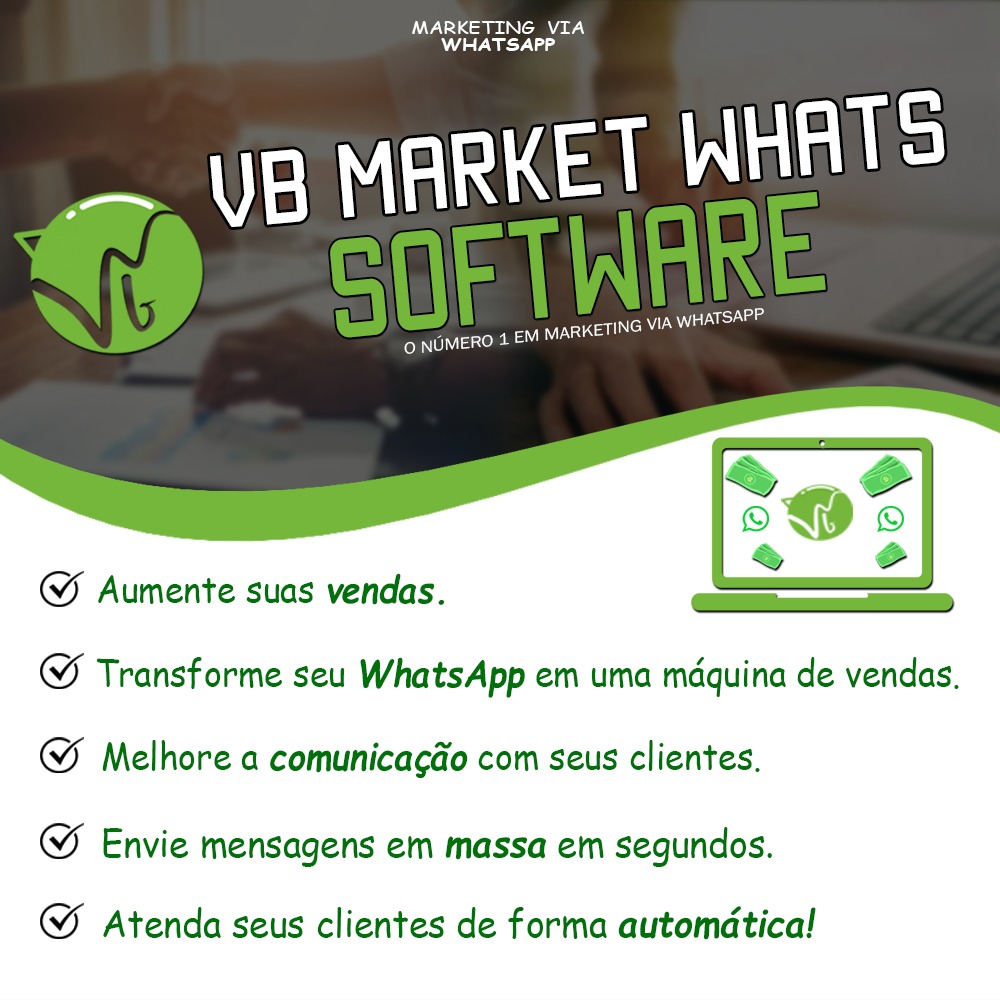 MARKETING VIA
WHATSAPP
VB MARKET WHATS
SOFTWARE
O NÚMERO 1 EM MARKETING VIA WHATSAPP
Aumente suas vendas.
Transforme seu WhatsApp em uma máquina de vendas.
Melhore a comunicação com seus clientes.
Envie mensagens em massa em segundos.
Atenda seus clientes de forma automática!